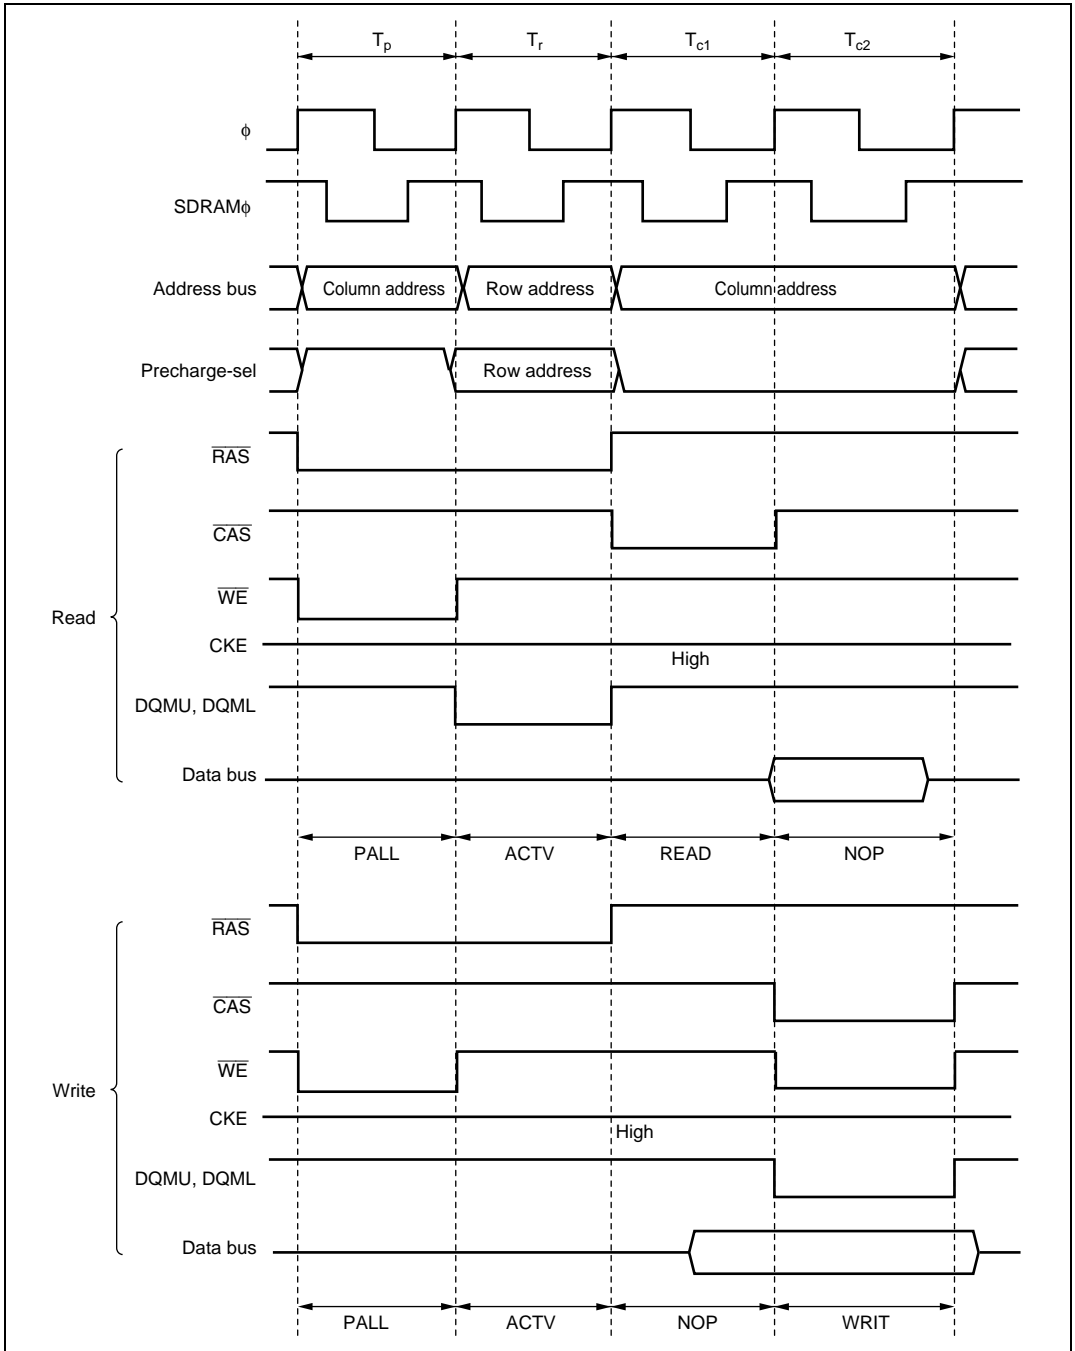 Tp Tr Tc1 Tc2
ϕ
SDRAMϕ
Address bus Column address Row address Column address
Precharge-sel Row address
RAS
CAS
WE
Read
CKE High
DQMU, DQML
Data bus
PALL ACTV READ NOP
RAS
CAS
WE
Write
CKE High
DQMU, DQML
Data bus
PALL ACTV NOP WRIT